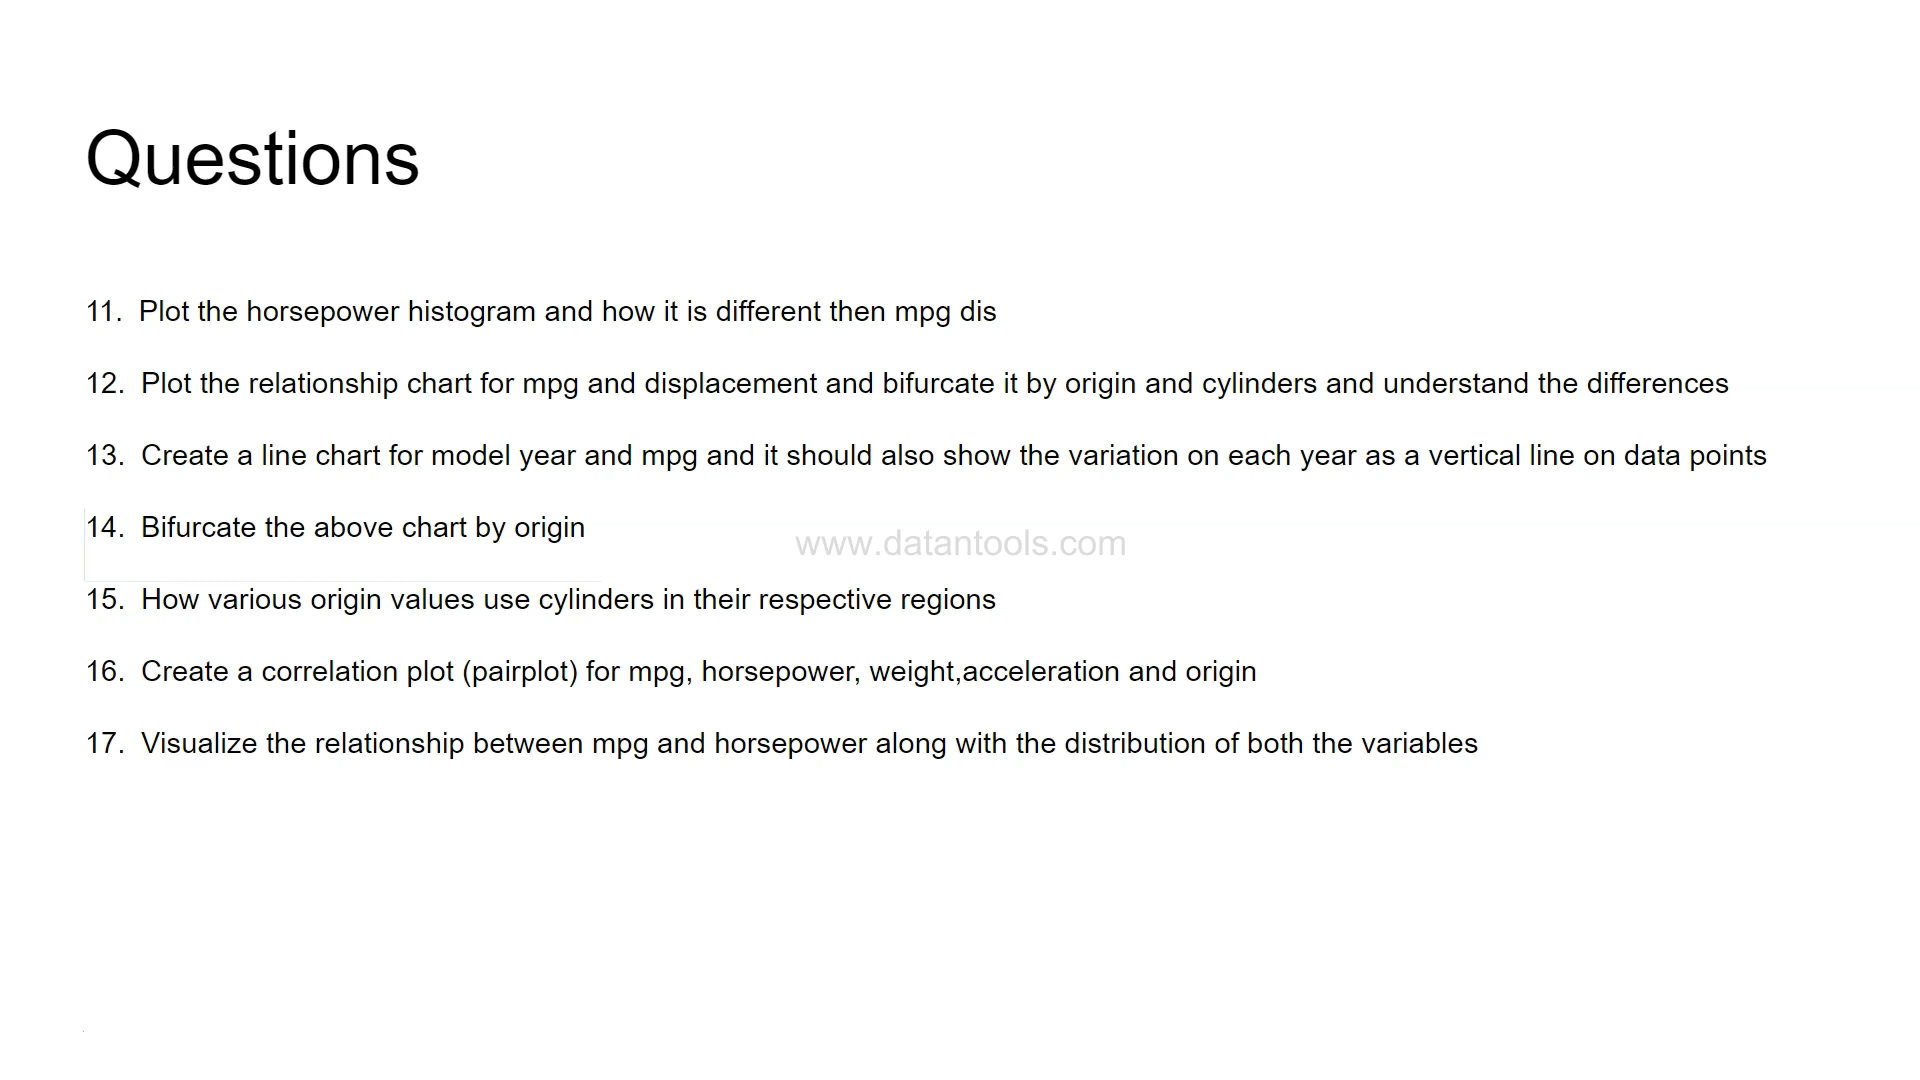 Questions
11. Plot the horsepower histogram and how it is different then mpg dis
12. Plot the relationship chart for mpg and displacement and bifurcate it by origin and cylinders and understand the differences
13. Create a line chart for model year and mpg and it should also show the variation on each year as a vertical line on data points
14. Bifurcate the above chart by origin
www.datantools.com
15. How various origin values use cylinders in their respective regions
16. Create a correlation plot (pairplot) for mpg, horsepower, weight,acceleration and origin
17. Visualize the relationship between mpg and horsepower along with the distribution of both the variables